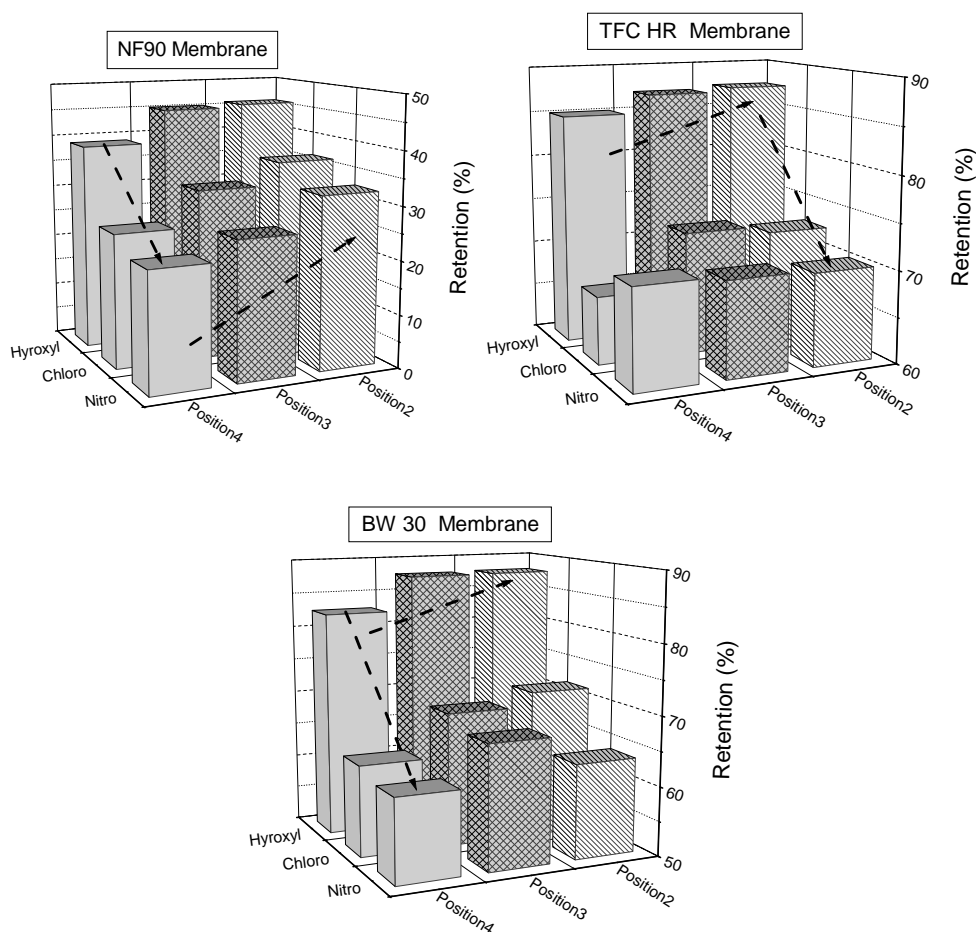 NF90 Membrane
50
40
30
20
10
0
Retention (%)
Hyroxyl
Chloro
Nitro
Position4
Position3
Position2
TFC HR Membrane
90
80
70
60
Retention (%)
Hyroxyl
Chloro
Nitro
Position4
Position3
Position2
BW 30 Membrane
90
80
70
60
50
Retention (%)
Hyroxyl
Chloro
Nitro
Position4
Position3
Position2